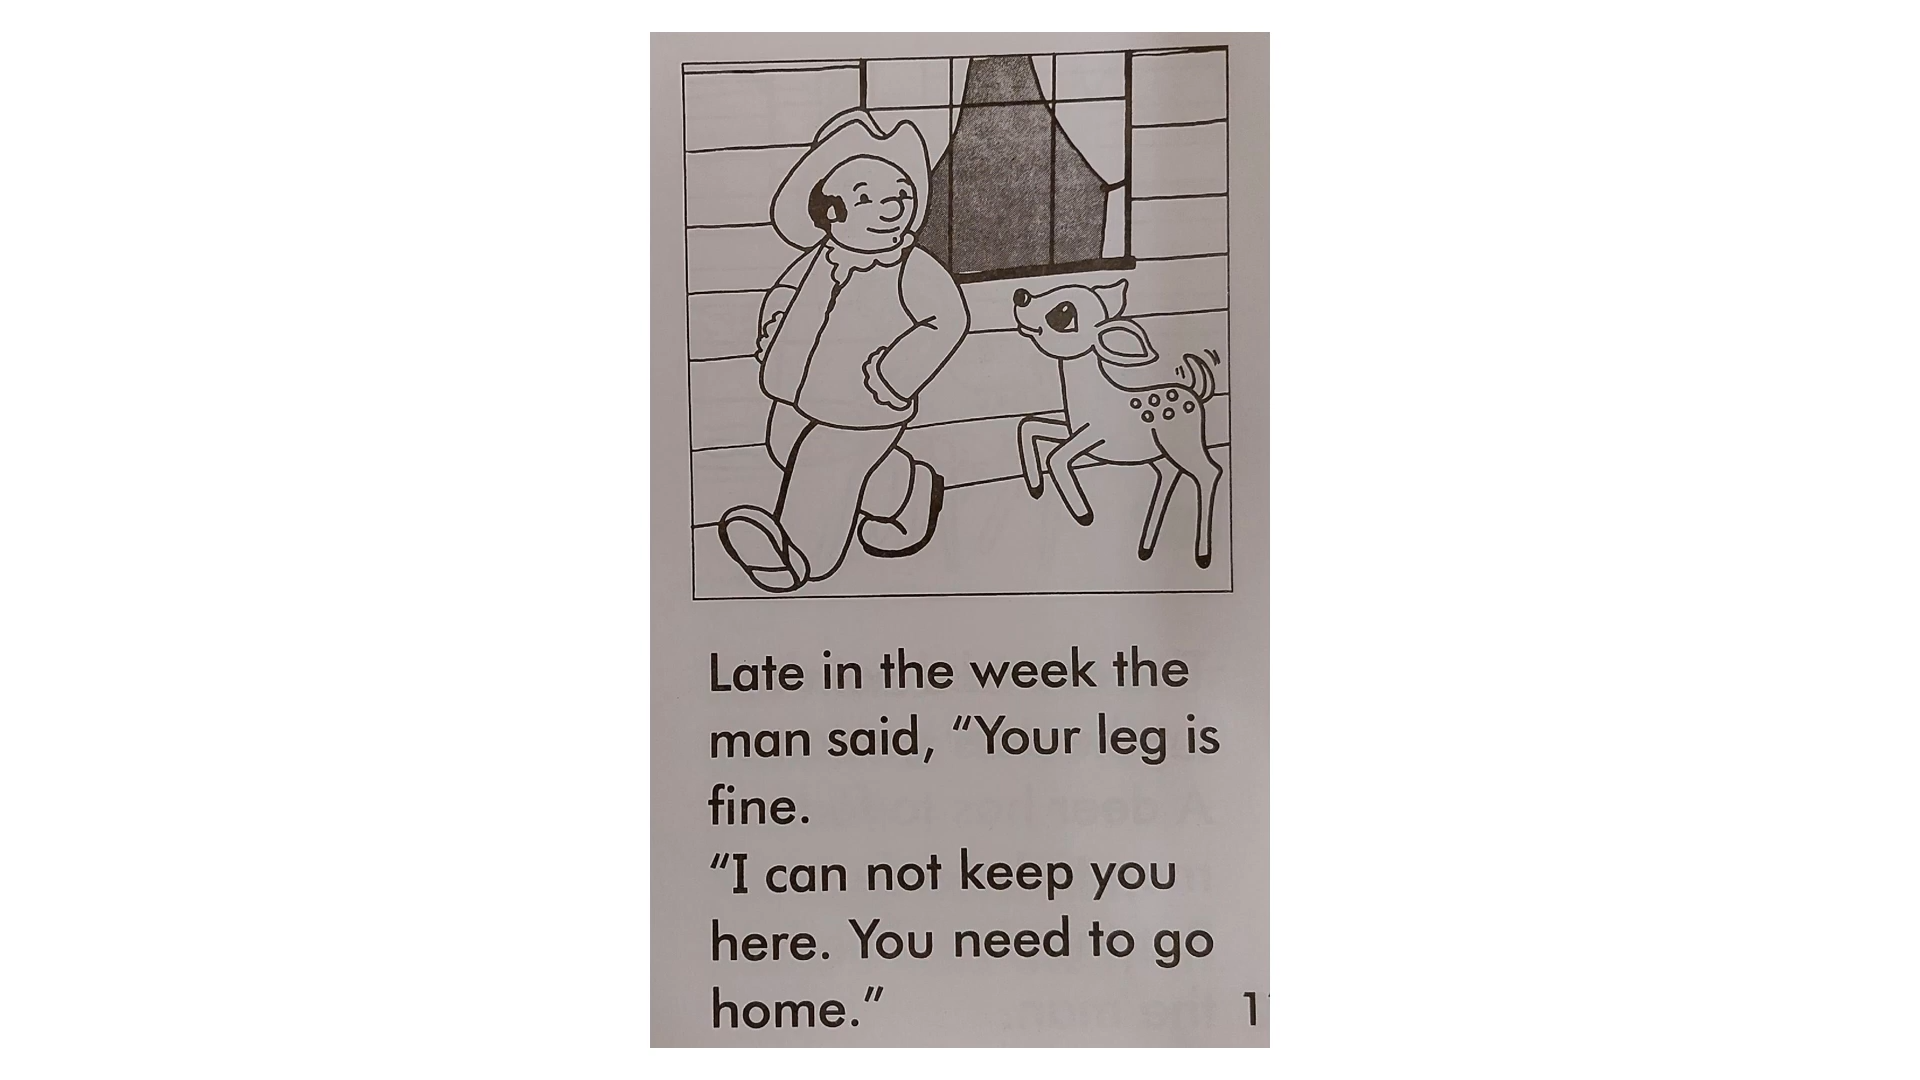 Late in the week the
man said, “Your leg is
fine.
“I can not keep you
here. You need to go
home.”